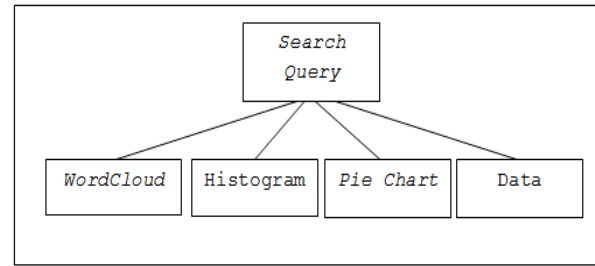 Search
Query
WordCloud
Histogram
Pie Chart
Data